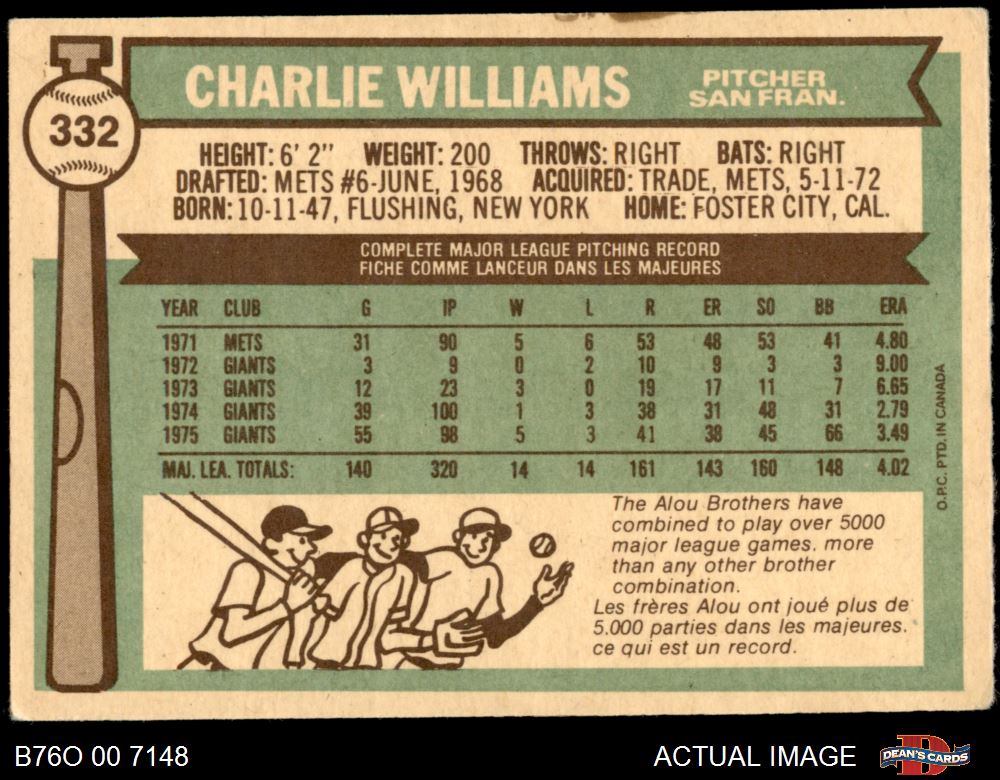 CHARLIE WILLIAMS
PITCHER
SAN FRAN.
332
HEIGHT: 6' 2" WEIGHT: 200 THROWS: RIGHT BATS: RIGHT
DRAFTED: METS #6-JUNE, 1968 ACQUIRED: TRADE, METS, 5-11-72
BORN: 10-11-47, FLUSHING, NEW YORK HOME: FOSTER CITY, CAL.
COMPLETE MAJOR LEAGUE PITCHING RECORD
FICHE COMME LANCEUR DANS LES MAJEURES
YEAR CLUB G IP W L R ER SO BB ERA
1971 METS 31 90 5 6 53 48 53 41 4.80
1972 GIANTS 3 9 0 2 10 9 3 3 9.00
1973 GIANTS 12 23 3 0 19 17 11 7 6.65
1974 GIANTS 39 100 1 3 38 31 48 31 2.79
1975 GIANTS 55 98 5 3 41 38 45 66 3.49
MAJ. LEA. TOTALS: 140 320 14 14 161 143 160 148 4.02
O.P.C. PTD. IN CANADA
The Alou Brothers have
combined to play over 5000
major league games. more
than any other brother
combination.
Les frères Alou ont joué plus de
5.000 parties dans les majeures.
ce qui est un record.
B76O 00 7148
ACTUAL IMAGE
DEAN'S CARDS